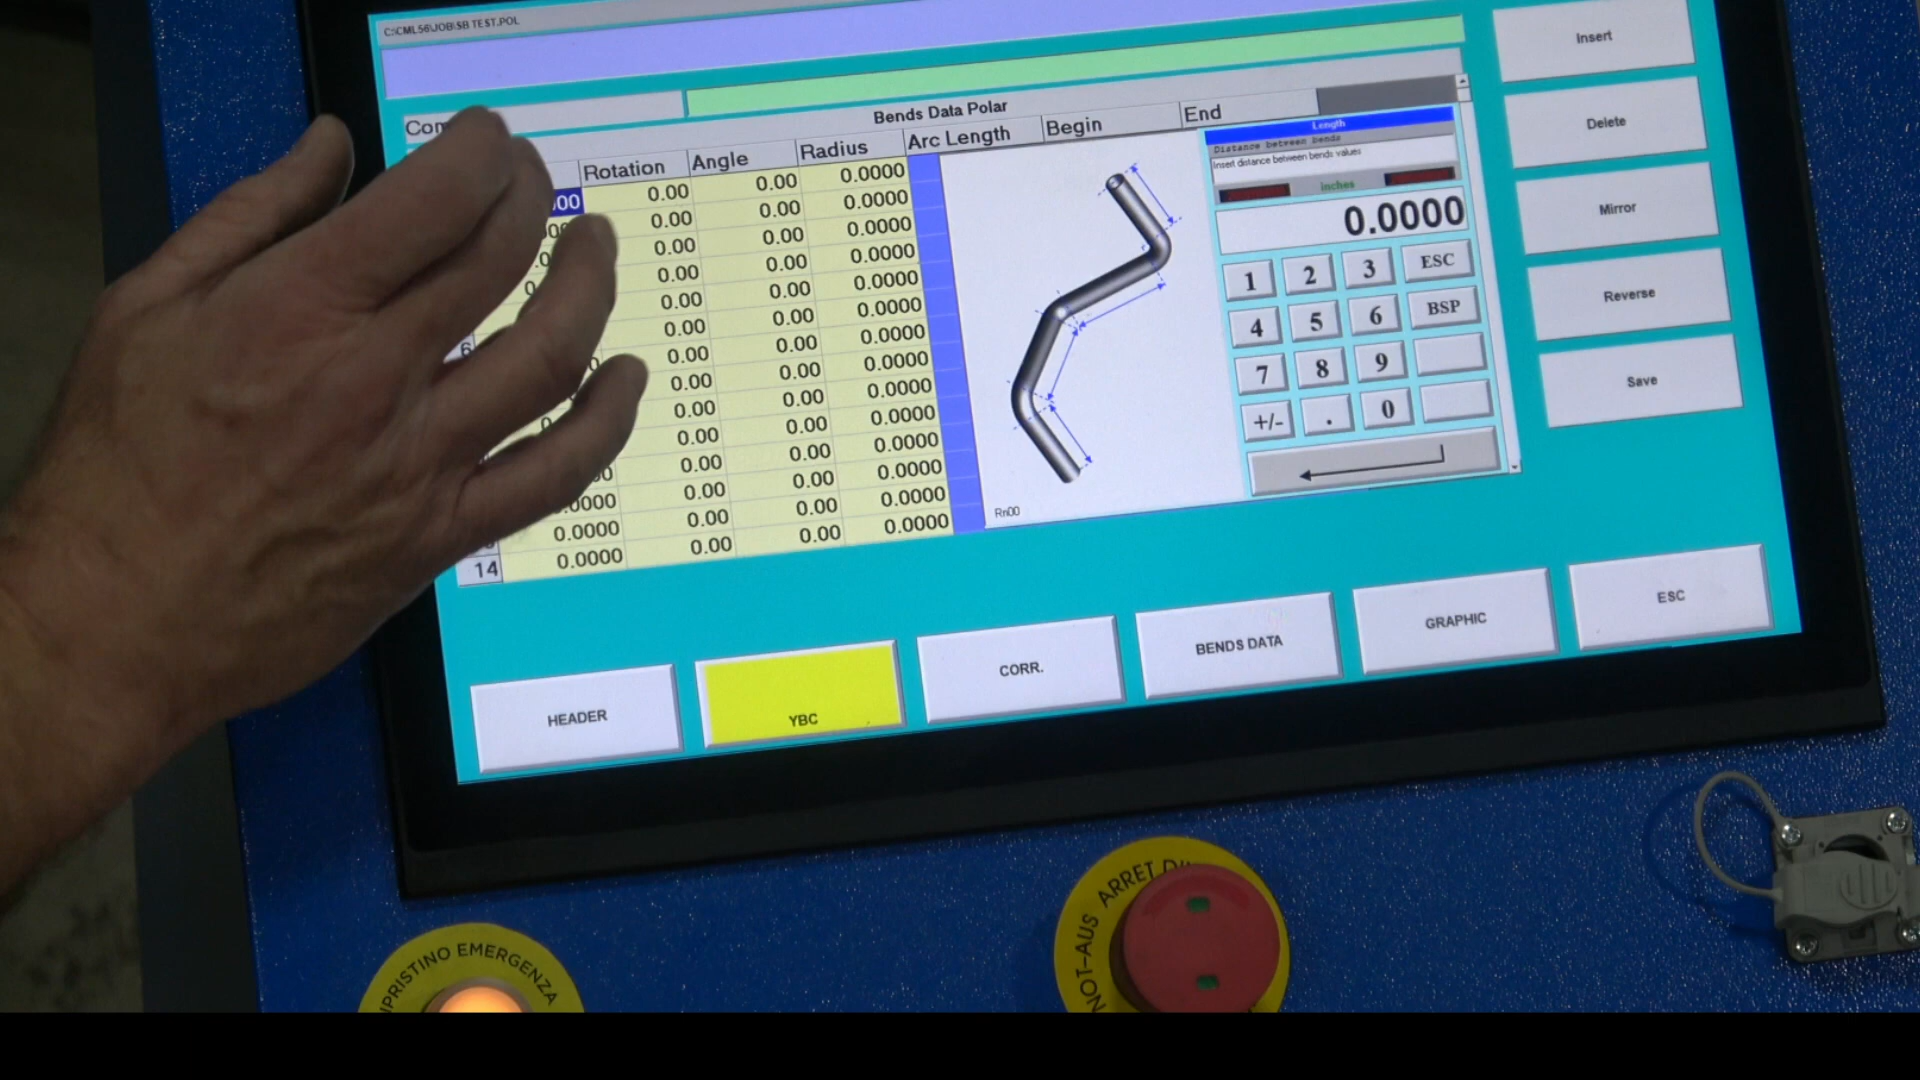 C:\CML56\JOB\SB TEST.POL
Bends Data Polar
Rotation Angle Radius Arc Length Begin End
00 0.00 0.00 0.0000
0.00 0.00 0.0000
0.00 0.00 0.0000
0.00 0.00 0.0000
0.00 0.00 0.0000
6 0.00 0.00 0.0000
0.00 0.00 0.0000
0.00 0.00 0.0000
0.00 0.00 0.0000
0.00 0.00 0.0000
0.00 0.00 0.0000
0.00 0.00 0.0000
0.0000 0.00 0.00 0.0000
14 0.0000 0.00 0.00 0.0000
Rn00
Length
Distance between bends
Insert distance between bends values
inches
0.0000
1 2 3 ESC
4 5 6 BSP
7 8 9
+/- . 0
Insert
Delete
Mirror
Reverse
Save
HEADER YBC CORR. BENDS DATA GRAPHIC ESC
EMERGENZA
NOT-AUS ARRET